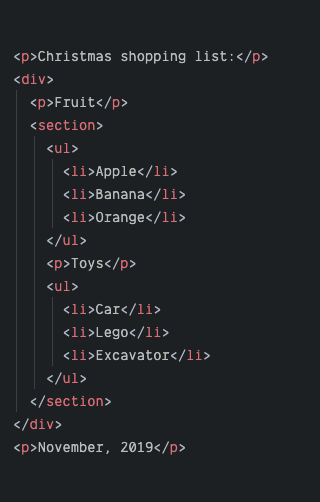 <p>Christmas shopping list:</p>
<div>
<p>Fruit</p>
<section>
<ul>
<li>Apple</li>
<li>Banana</li>
<li>Orange</li>
</ul>
<p>Toys</p>
<ul>
<li>Car</li>
<li>Lego</li>
<li>Excavator</li>
</ul>
</section>
</div>
<p>November, 2019</p>